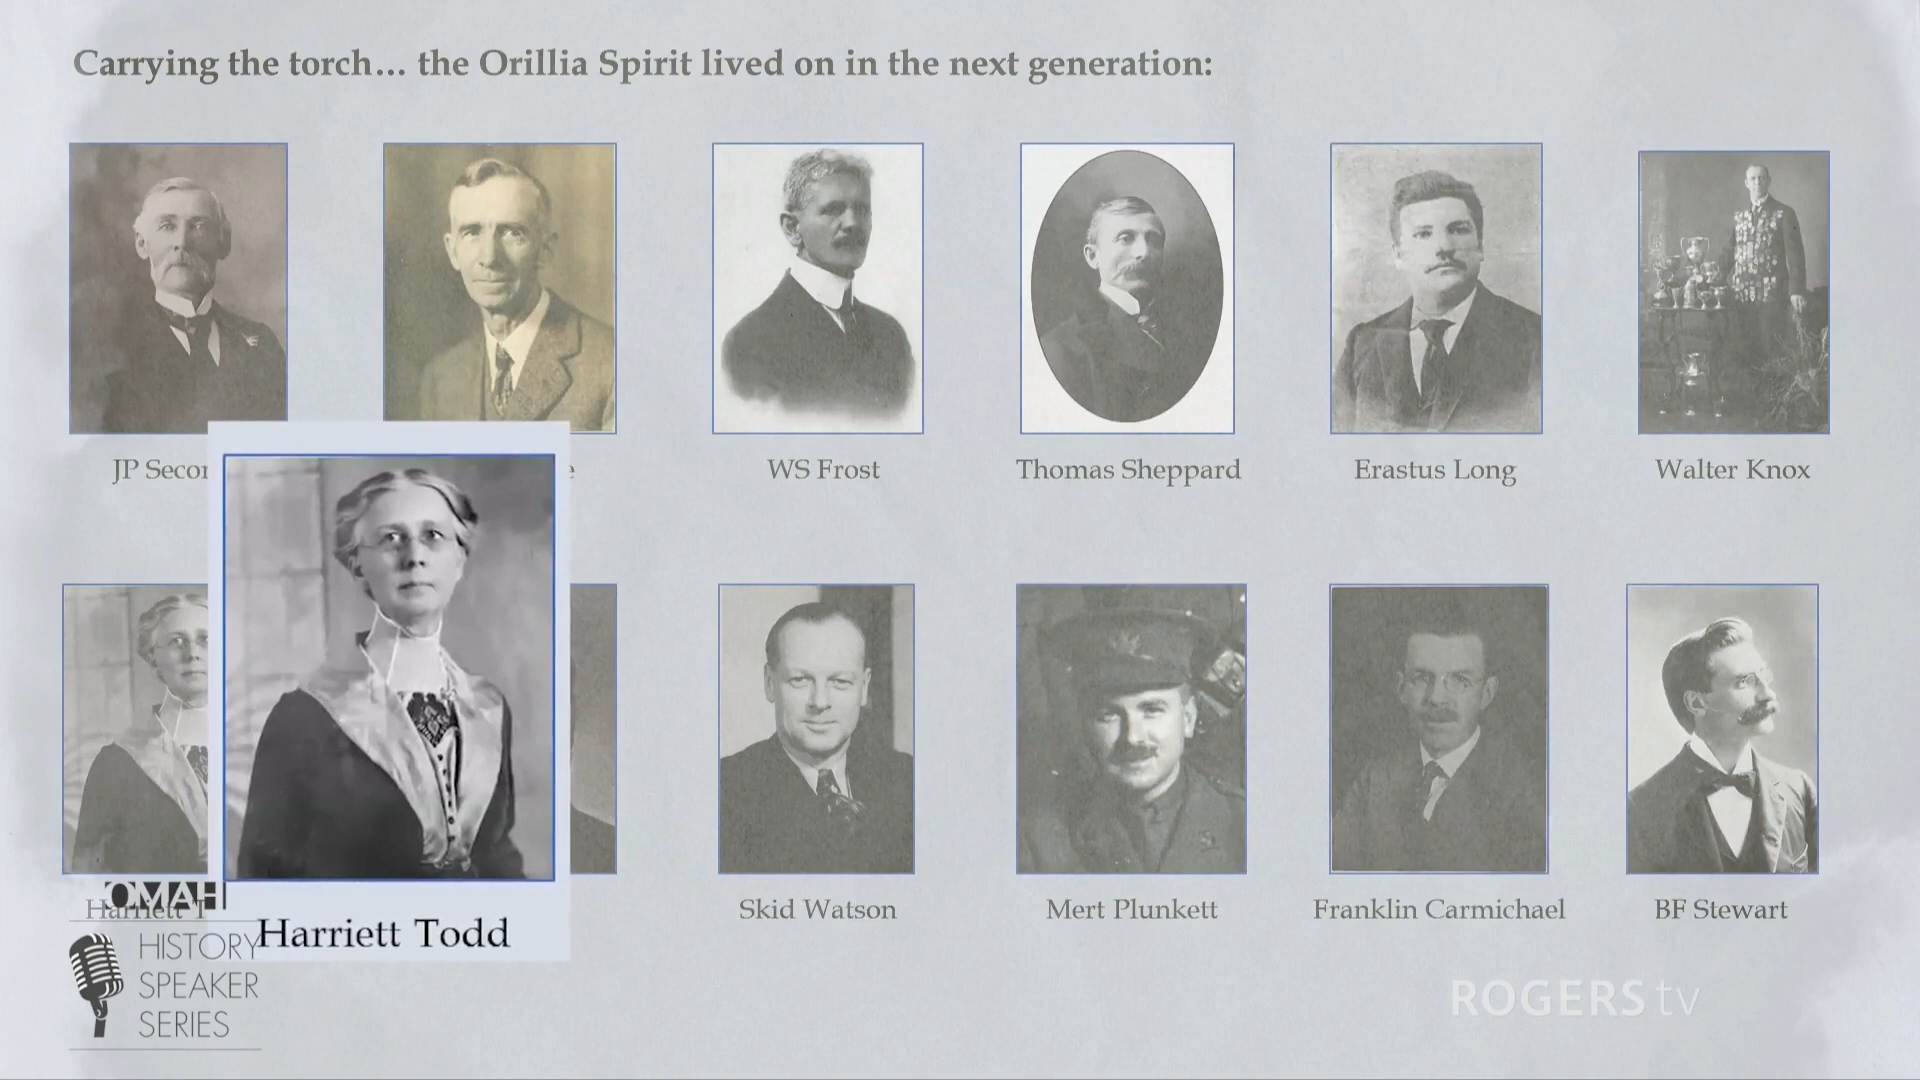 Carrying the torch… the Orillia Spirit lived on in the next generation:
JP Secor
e
WS Frost
Thomas Sheppard
Erastus Long
Walter Knox
Harriett T
Harriett Todd
Skid Watson
Mert Plunkett
Franklin Carmichael
BF Stewart
OMAH
HISTORY
SPEAKER
SERIES
ROGERS tv